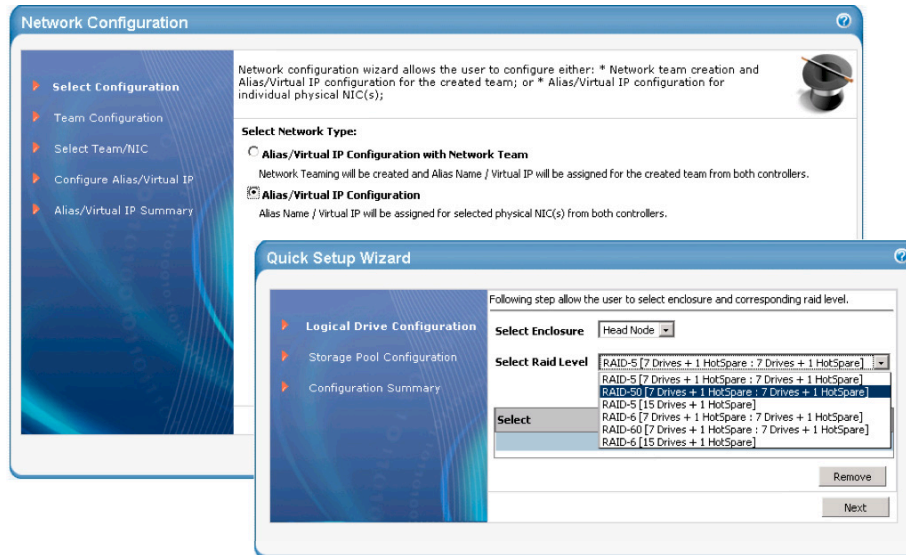 Network Configuration
Select Configuration
Team Configuration
Select Team/NIC
Configure Alias/Virtual IP
Alias/Virtual IP Summary
Network configuration wizard allows the user to configure either: * Network team creation and
Alias/Virtual IP configuration for the created team; or * Alias/Virtual IP configuration for
individual physical NIC(s);
Select Network Type:
Alias/Virtual IP Configuration with Network Team
Network Teaming will be created and Alias Name / Virtual IP will be assigned for the created team from both controllers.
Alias/Virtual IP Configuration
Alias Name / Virtual IP will be assigned for selected physical NIC(s) from both controllers.
Quick Setup Wizard
Logical Drive Configuration
Storage Pool Configuration
Configuration Summary
Following step allow the user to select enclosure and corresponding raid level.
Select Enclosure Head Node
Select Raid Level RAID-5 [7 Drives + 1 HotSpare : 7 Drives + 1 HotSpare]
RAID-5 [7 Drives + 1 HotSpare : 7 Drives + 1 HotSpare]
RAID-50 [7 Drives + 1 HotSpare : 7 Drives + 1 HotSpare]
RAID-5 [15 Drives + 1 HotSpare]
RAID-6 [7 Drives + 1 HotSpare : 7 Drives + 1 HotSpare]
RAID-60 [7 Drives + 1 HotSpare : 7 Drives + 1 HotSpare]
RAID-6 [15 Drives + 1 HotSpare]
Select
Remove
Next